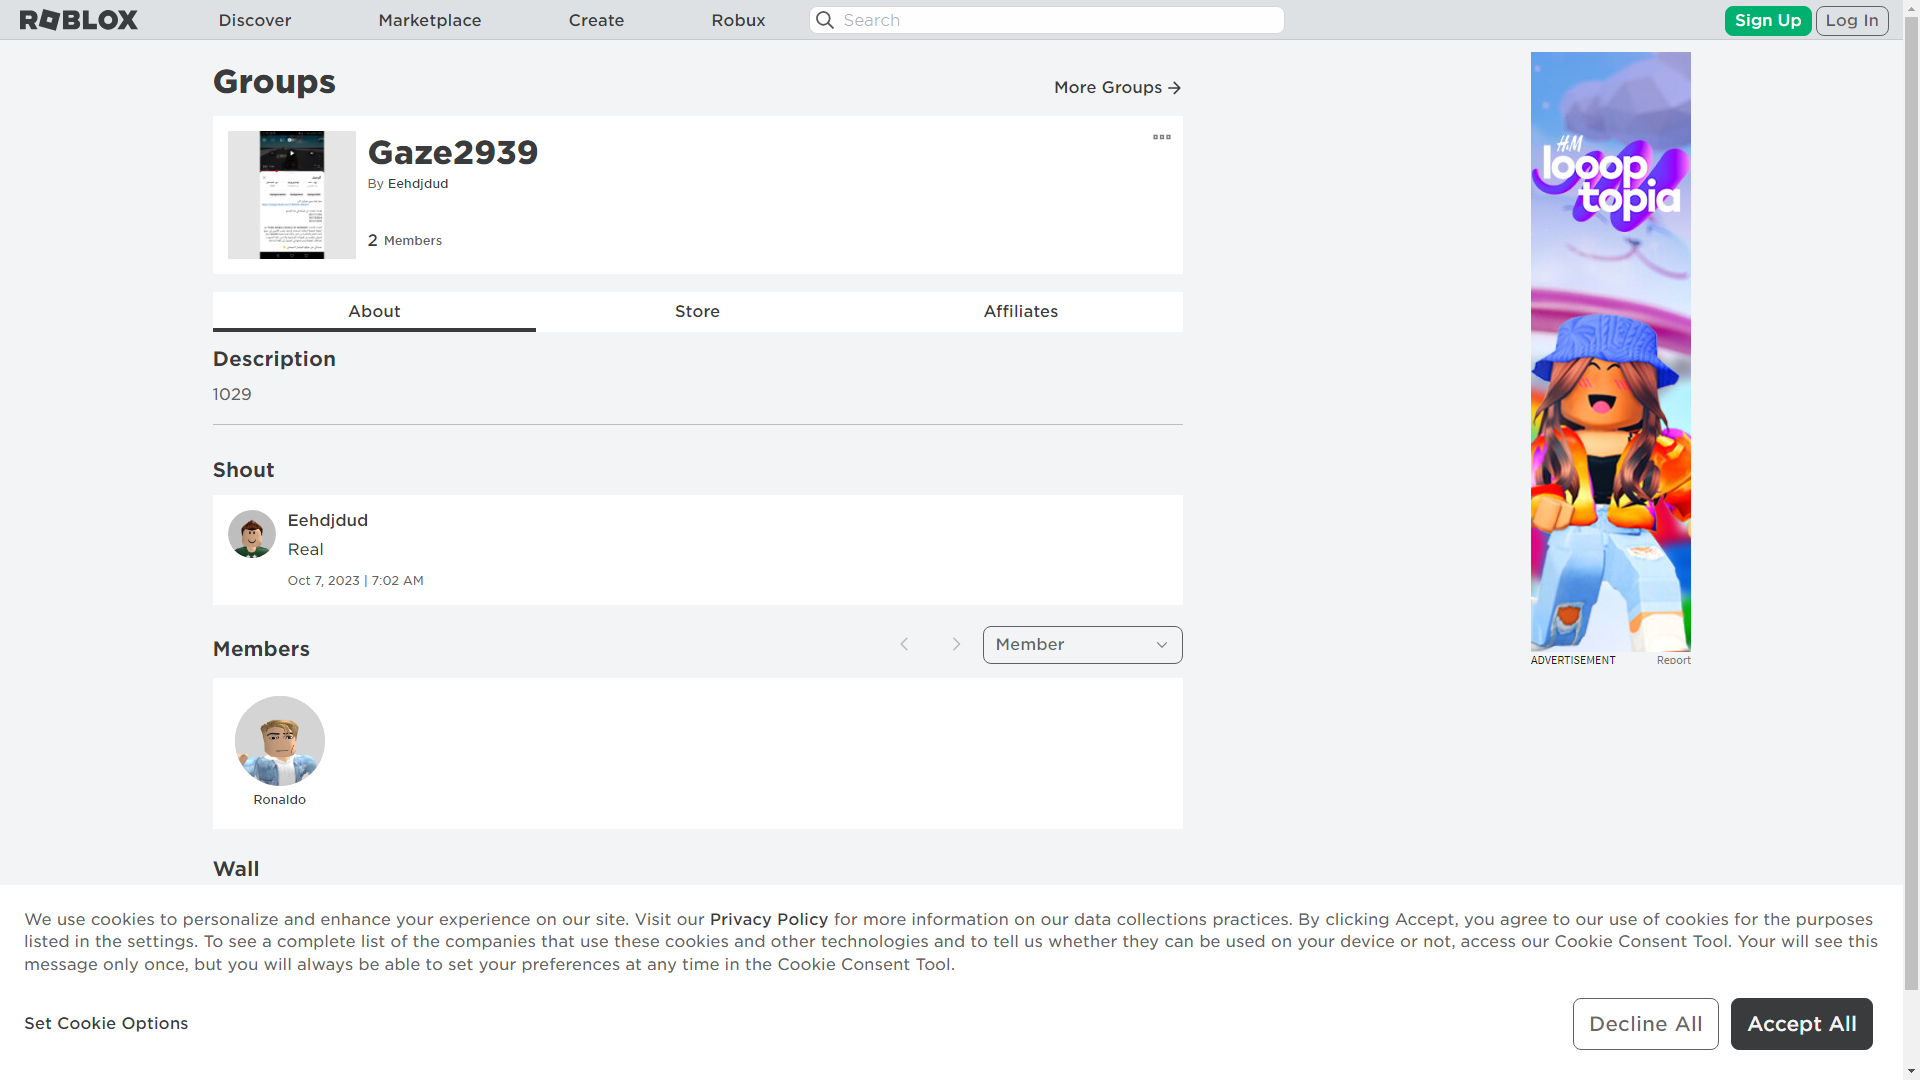 ROBLOX
Discover
Marketplace
Create
Robux
Search
Sign Up
Log In
Groups
More Groups
Gaze2939
By Eehdjdud
2 Members
About
Store
Affiliates
Description
1029
Shout
Eehdjdud
Real
Oct 7, 2023 | 7:02 AM
Members
Member
Ronaldo
Wall
H&M
looop
topia
ADVERTISEMENT
Report
We use cookies to personalize and enhance your experience on our site. Visit our Privacy Policy for more information on our data collections practices. By clicking Accept, you agree to our use of cookies for the purposes
listed in the settings. To see a complete list of the companies that use these cookies and other technologies and to tell us whether they can be used on your device or not, access our Cookie Consent Tool. Your will see this
message only once, but you will always be able to set your preferences at any time in the Cookie Consent Tool.
Set Cookie Options
Decline All
Accept All